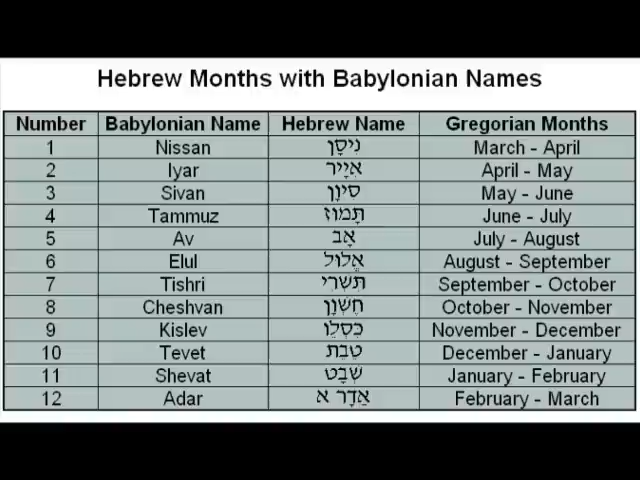 Hebrew Months with Babylonian Names
Number Babylonian Name Hebrew Name Gregorian Months
1 Nissan נִיסָן March - April
2 Iyar אִיָיר April - May
3 Sivan סִיוָן May - June
4 Tammuz תָּמוּז June - July
5 Av אָב July - August
6 Elul אֱלוּל August - September
7 Tishri תִּשְׁרִי September - October
8 Cheshvan חֶשְׁוָן October - November
9 Kislev כִּסְלֵו November - December
10 Tevet טֵבֵת December - January
11 Shevat שְׁבָט January - February
12 Adar אַדָר א February - March